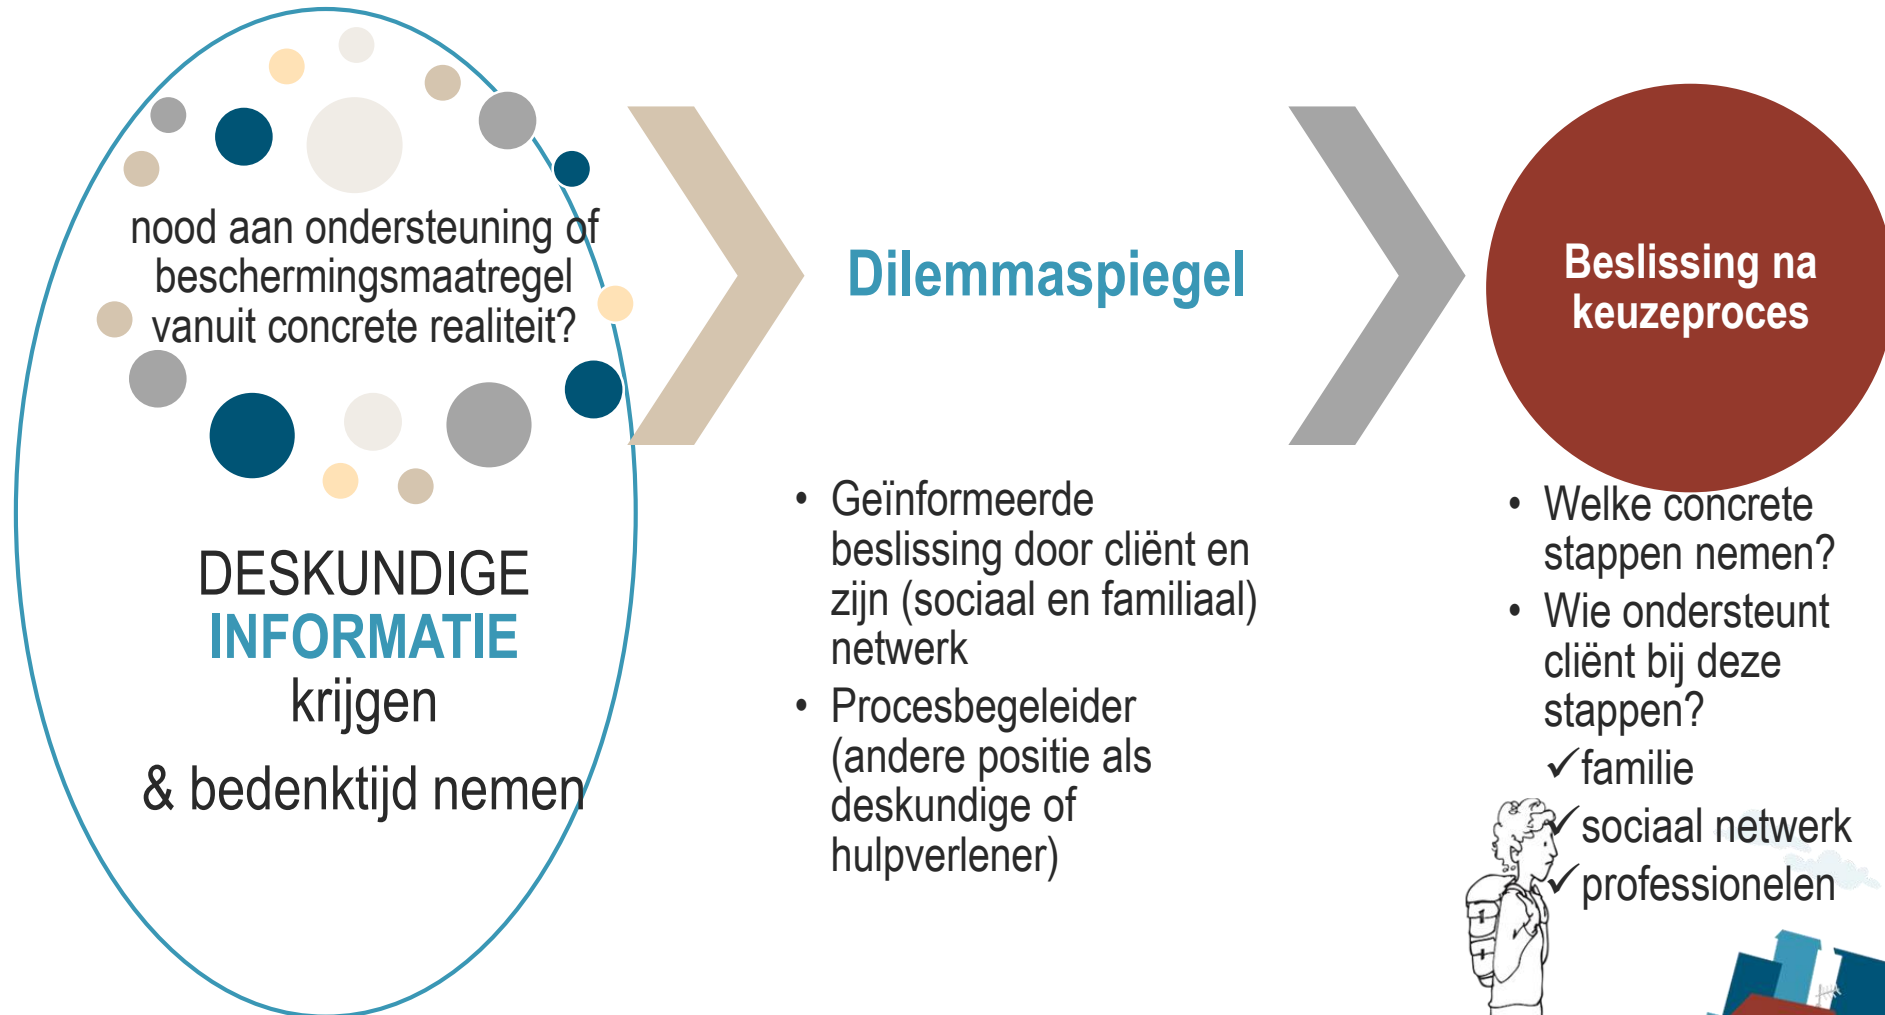 nood aan ondersteuning of
beschermingsmaatregel
vanuit concrete realiteit?
DESKUNDIGE
INFORMATIE
krijgen
& bedenktijd nemen
Dilemmaspiegel
• Geïnformeerde
beslissing door cliënt en
zijn (sociaal en familiaal)
netwerk
• Procesbegeleider
(andere positie als
deskundige of
hulpverlener)
Beslissing na
keuzeproces
• Welke concrete
stappen nemen?
• Wie ondersteunt
cliënt bij deze
stappen?
✓familie
✓sociaal netwerk
✓professionelen